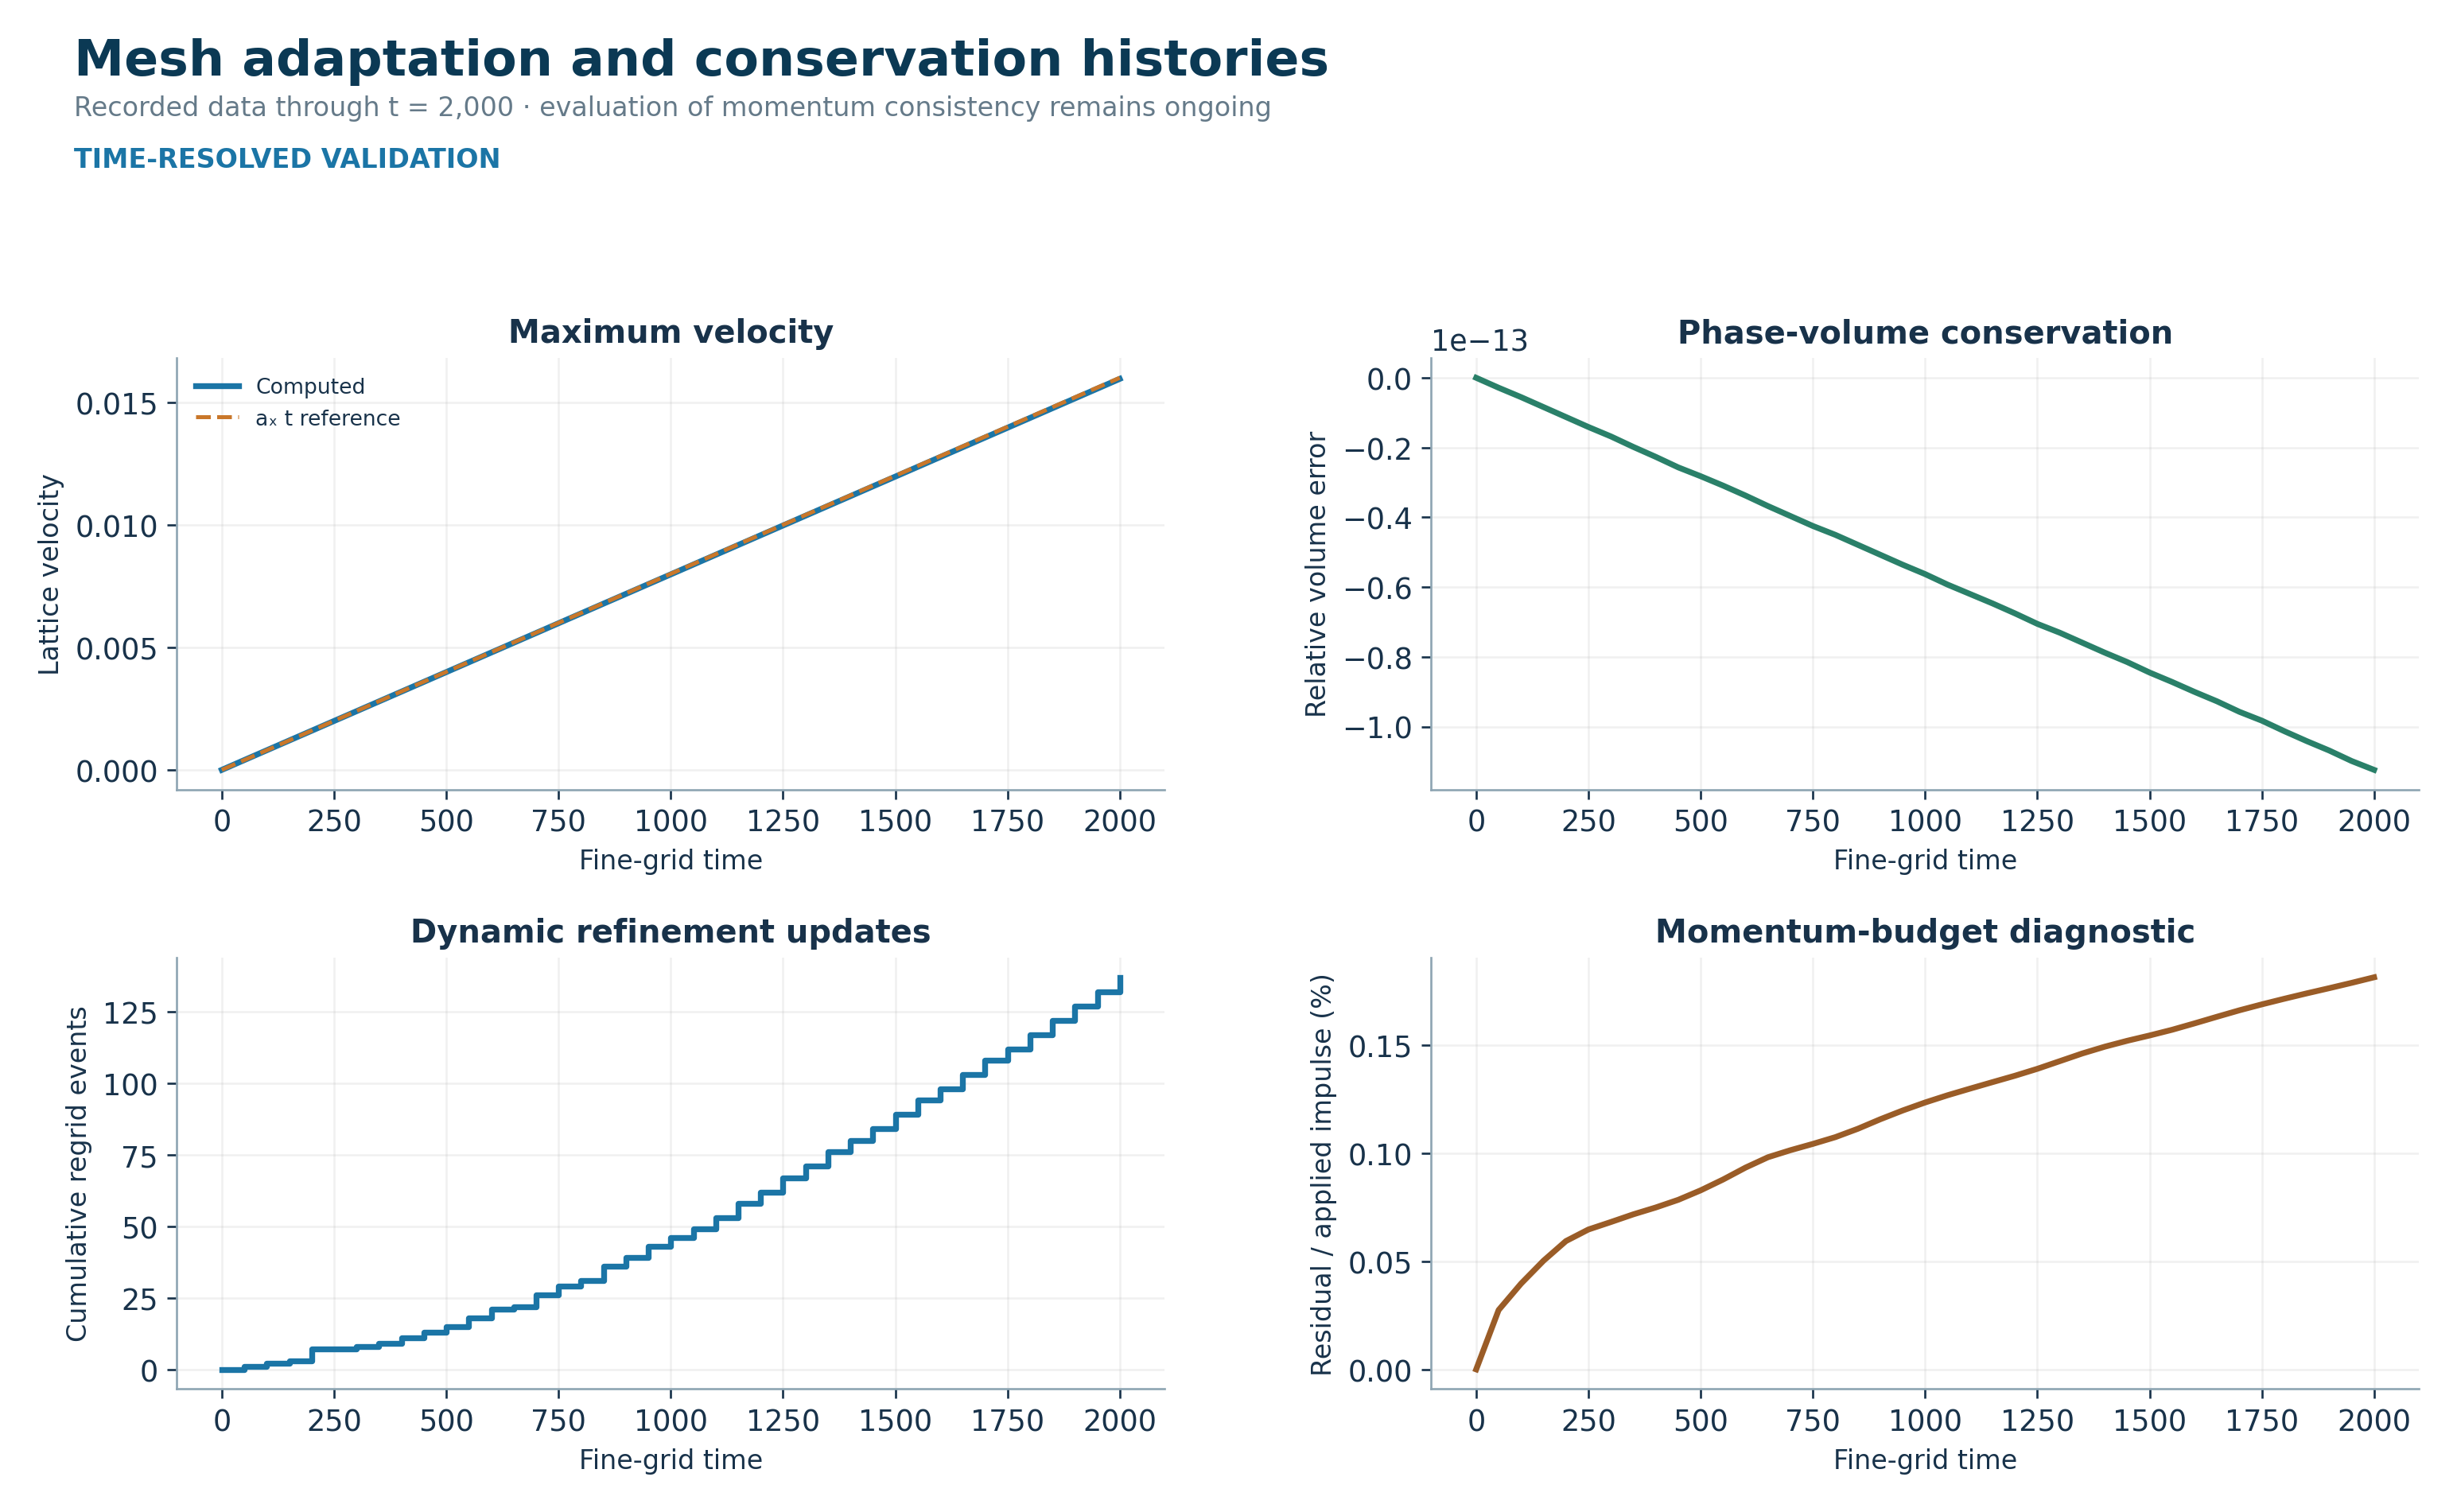 Mesh adaptation and conservation histories
Recorded data through t = 2,000 · evaluation of momentum consistency remains ongoing
TIME-RESOLVED VALIDATION
Maximum velocity
Computed
aₓ t reference
Lattice velocity
0.015
0.010
0.005
0.000
0 250 500 750 1000 1250 1500 1750 2000
Fine-grid time
Phase-volume conservation
1e−13
Relative volume error
0.0
−0.2
−0.4
−0.6
−0.8
−1.0
0 250 500 750 1000 1250 1500 1750 2000
Fine-grid time
Dynamic refinement updates
Cumulative regrid events
125
100
75
50
25
0
0 250 500 750 1000 1250 1500 1750 2000
Fine-grid time
Momentum-budget diagnostic
Residual / applied impulse (%)
0.15
0.10
0.05
0.00
0 250 500 750 1000 1250 1500 1750 2000
Fine-grid time